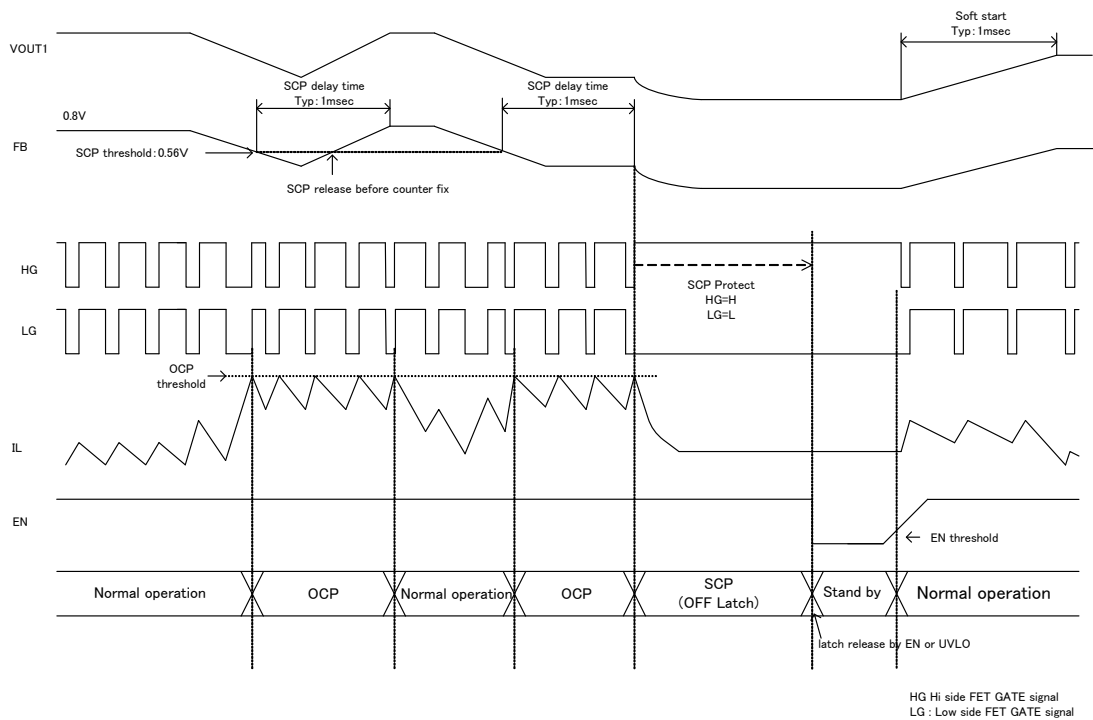 Soft start
Typ：1msec
VOUT1
SCP delay time
Typ：1msec
SCP delay time
Typ：1msec
0.8V
FB
SCP threshold：0.56V
SCP release before counter fix
HG
SCP Protect
HG=H
LG=L
LG
OCP
threshold
IL
EN
EN threshold
Normal operation
OCP
Normal operation
OCP
SCP
（OFF Latch）
Stand by
Normal operation
latch release by EN or UVLO
HG Hi side FET GATE signal
LG : Low side FET GATE signal